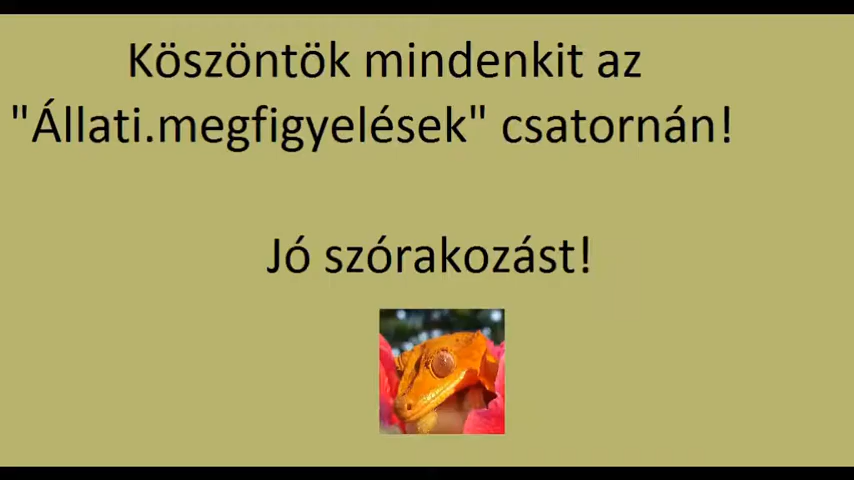 Köszöntök mindenkit az
"Állati.megfigyelések" csatornán!
Jó szórakozást!